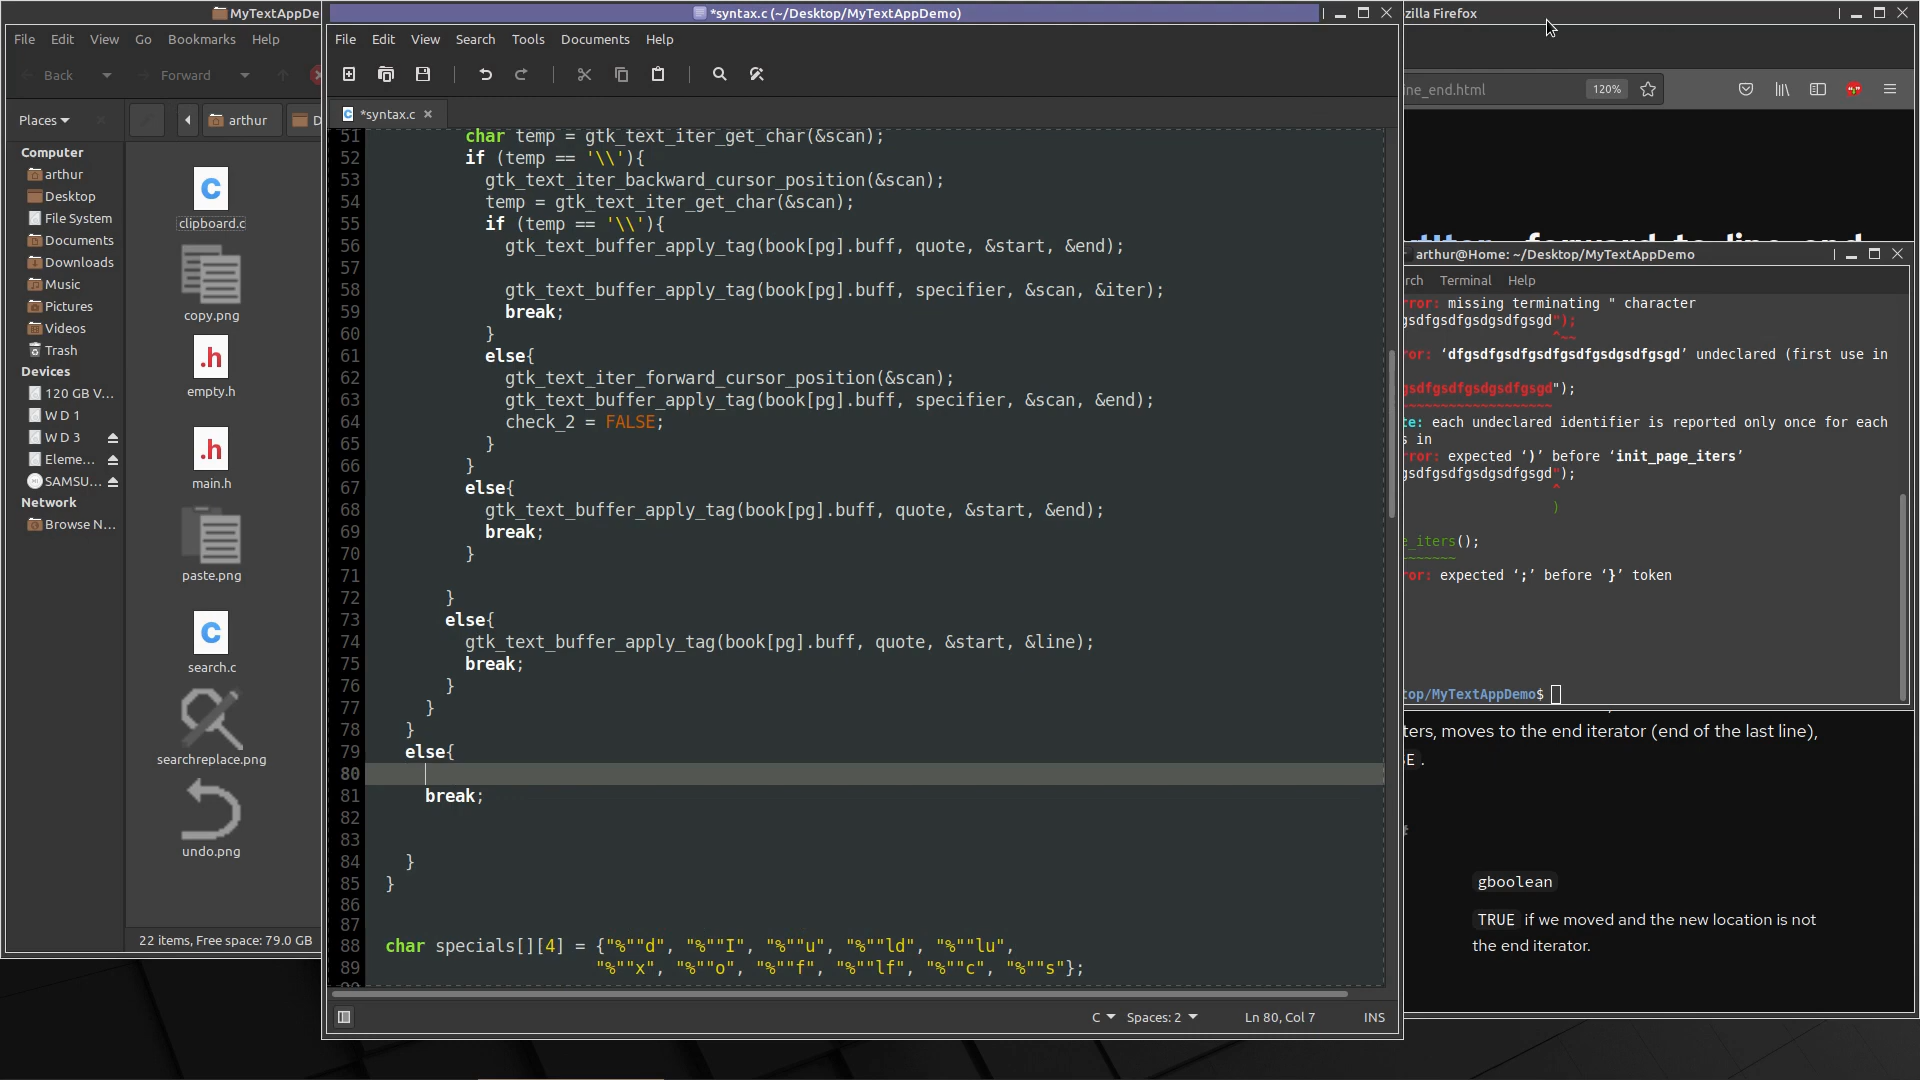 MyTextAppDe
File Edit View Go Bookmarks Help
Back Forward
Places arthur D
Computer
arthur
Desktop
File System
Documents
Downloads
Music
Pictures
Videos
Trash
Devices
120 GB V...
W D 1
W D 3
Eleme...
SAMSU...
Network
Browse N...
clipboard.c
copy.png
empty.h
main.h
paste.png
search.c
searchreplace.png
undo.png
22 items, Free space: 79.0 GB
*syntax.c (~/Desktop/MyTextAppDemo)
File Edit View Search Tools Documents Help
*syntax.c
51 char temp = gtk_text_iter_get_char(&scan);
52 if (temp == '\\'){
53 gtk_text_iter_backward_cursor_position(&scan);
54 temp = gtk_text_iter_get_char(&scan);
55 if (temp == '\\'){
56 gtk_text_buffer_apply_tag(book[pg].buff, quote, &start, &end);
57
58 gtk_text_buffer_apply_tag(book[pg].buff, specifier, &scan, &iter);
59 break;
60 }
61 else{
62 gtk_text_iter_forward_cursor_position(&scan);
63 gtk_text_buffer_apply_tag(book[pg].buff, specifier, &scan, &end);
64 check_2 = FALSE;
65 }
66 }
67 else{
68 gtk_text_buffer_apply_tag(book[pg].buff, quote, &start, &end);
69 break;
70 }
71
72 }
73 else{
74 gtk_text_buffer_apply_tag(book[pg].buff, quote, &start, &line);
75 break;
76 }
77 }
78 }
79 else{
80
81 break;
82
83
84 }
85 }
86
87
88 char specials[][4] = {"%""d", "%""I", "%""u", "%""ld", "%""lu",
89 "%""x", "%""o", "%""f", "%""lf", "%""c", "%""s"};
C Spaces: 2 Ln 80, Col 7 INS
zilla Firefox
ine_end.html 120%
arthur@Home: ~/Desktop/MyTextAppDemo
rch Terminal Help
ror: missing terminating " character
gsdfgsdfgsdgsdfgsgd");
^~~
ror: ‘dfgsdfgsdfgsdfgsdfgsdgsdfgsgd’ undeclared (first use in
gsdfgsdfgsdgsdfgsgd");
~~~~~~~~~~~~~~~~~~~
te: each undeclared identifier is reported only once for each
s in
ror: expected ‘)’ before ‘init_page_iters’
gsdfgsdfgsdgsdfgsgd");
^
)
e_iters();
~~~~~~~
ror: expected ‘;’ before ‘}’ token
top/MyTextAppDemo$
ters, moves to the end iterator (end of the last line),
SE.
gboolean
TRUE if we moved and the new location is not
the end iterator.